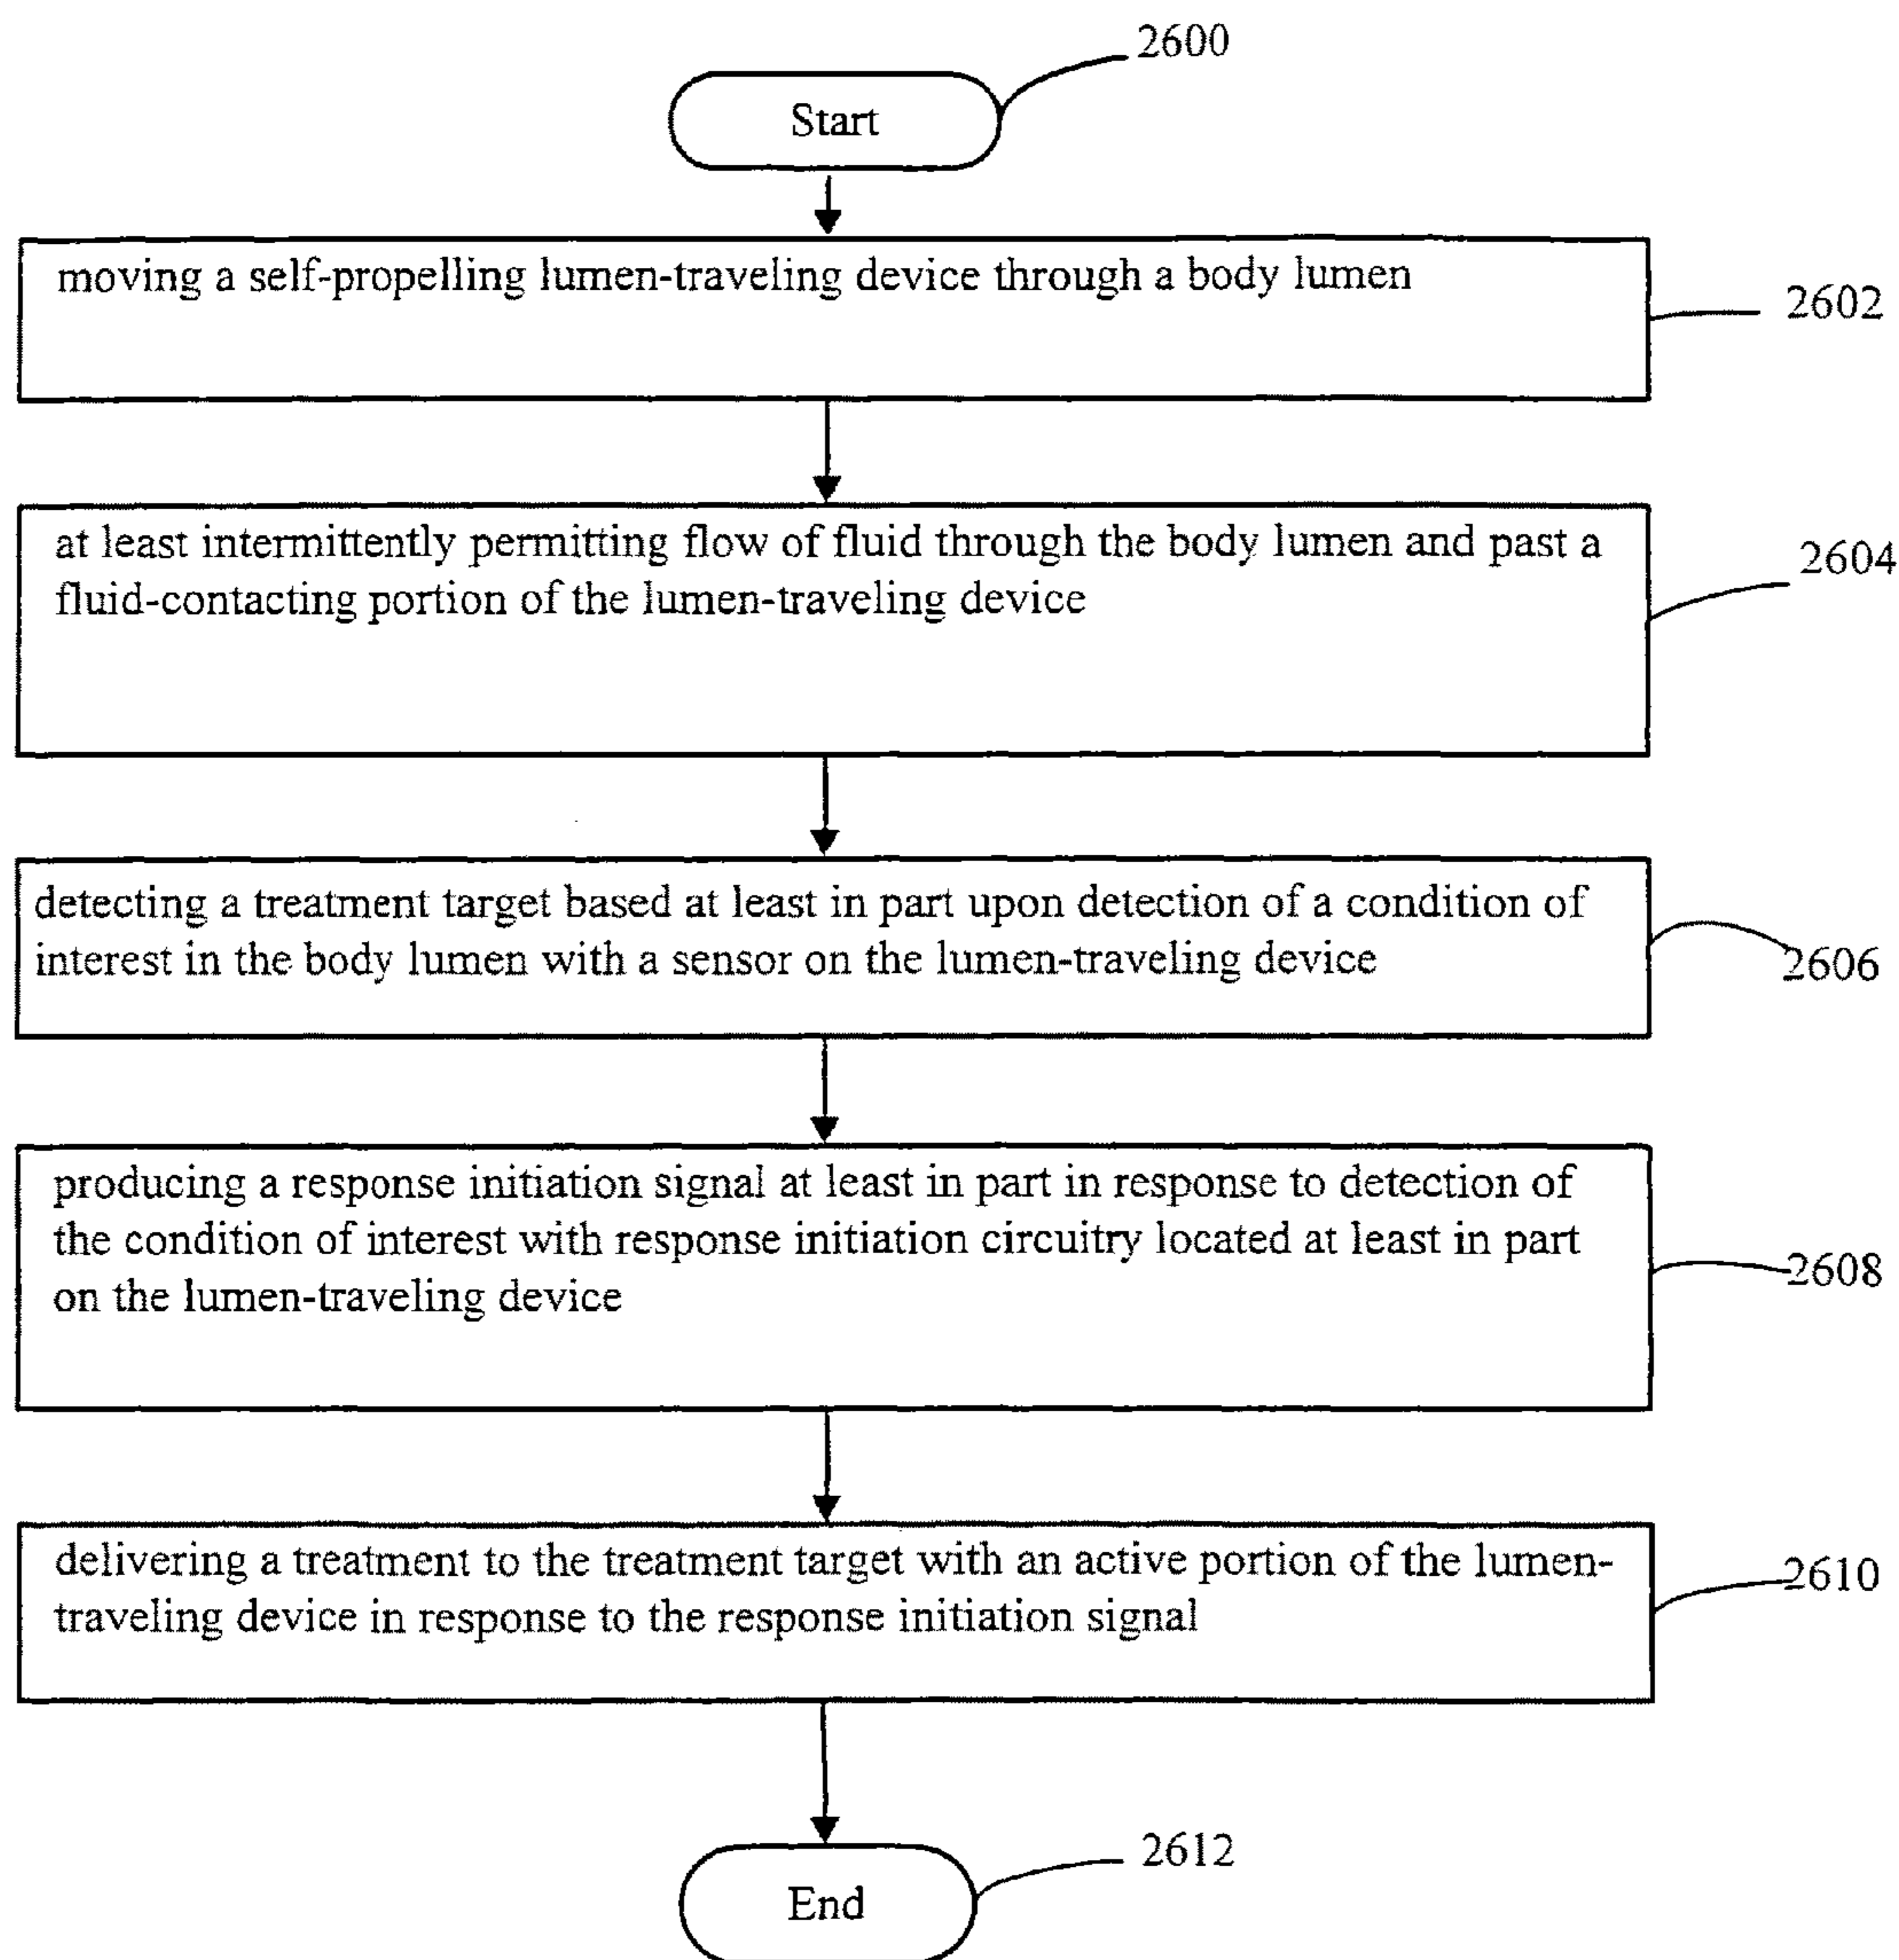 2600
Start
moving a self-propelling lumen-traveling device through a body lumen
2602
at least intermittently permitting flow of fluid through the body lumen and past a
fluid-contacting portion of the lumen-traveling device
2604
detecting a treatment target based at least in part upon detection of a condition of
interest in the body lumen with a sensor on the lumen-traveling device
2606
producing a response initiation signal at least in part in response to detection of
the condition of interest with response initiation circuitry located at least in part
on the lumen-traveling device
2608
delivering a treatment to the treatment target with an active portion of the lumen-
traveling device in response to the response initiation signal
2610
2612
End